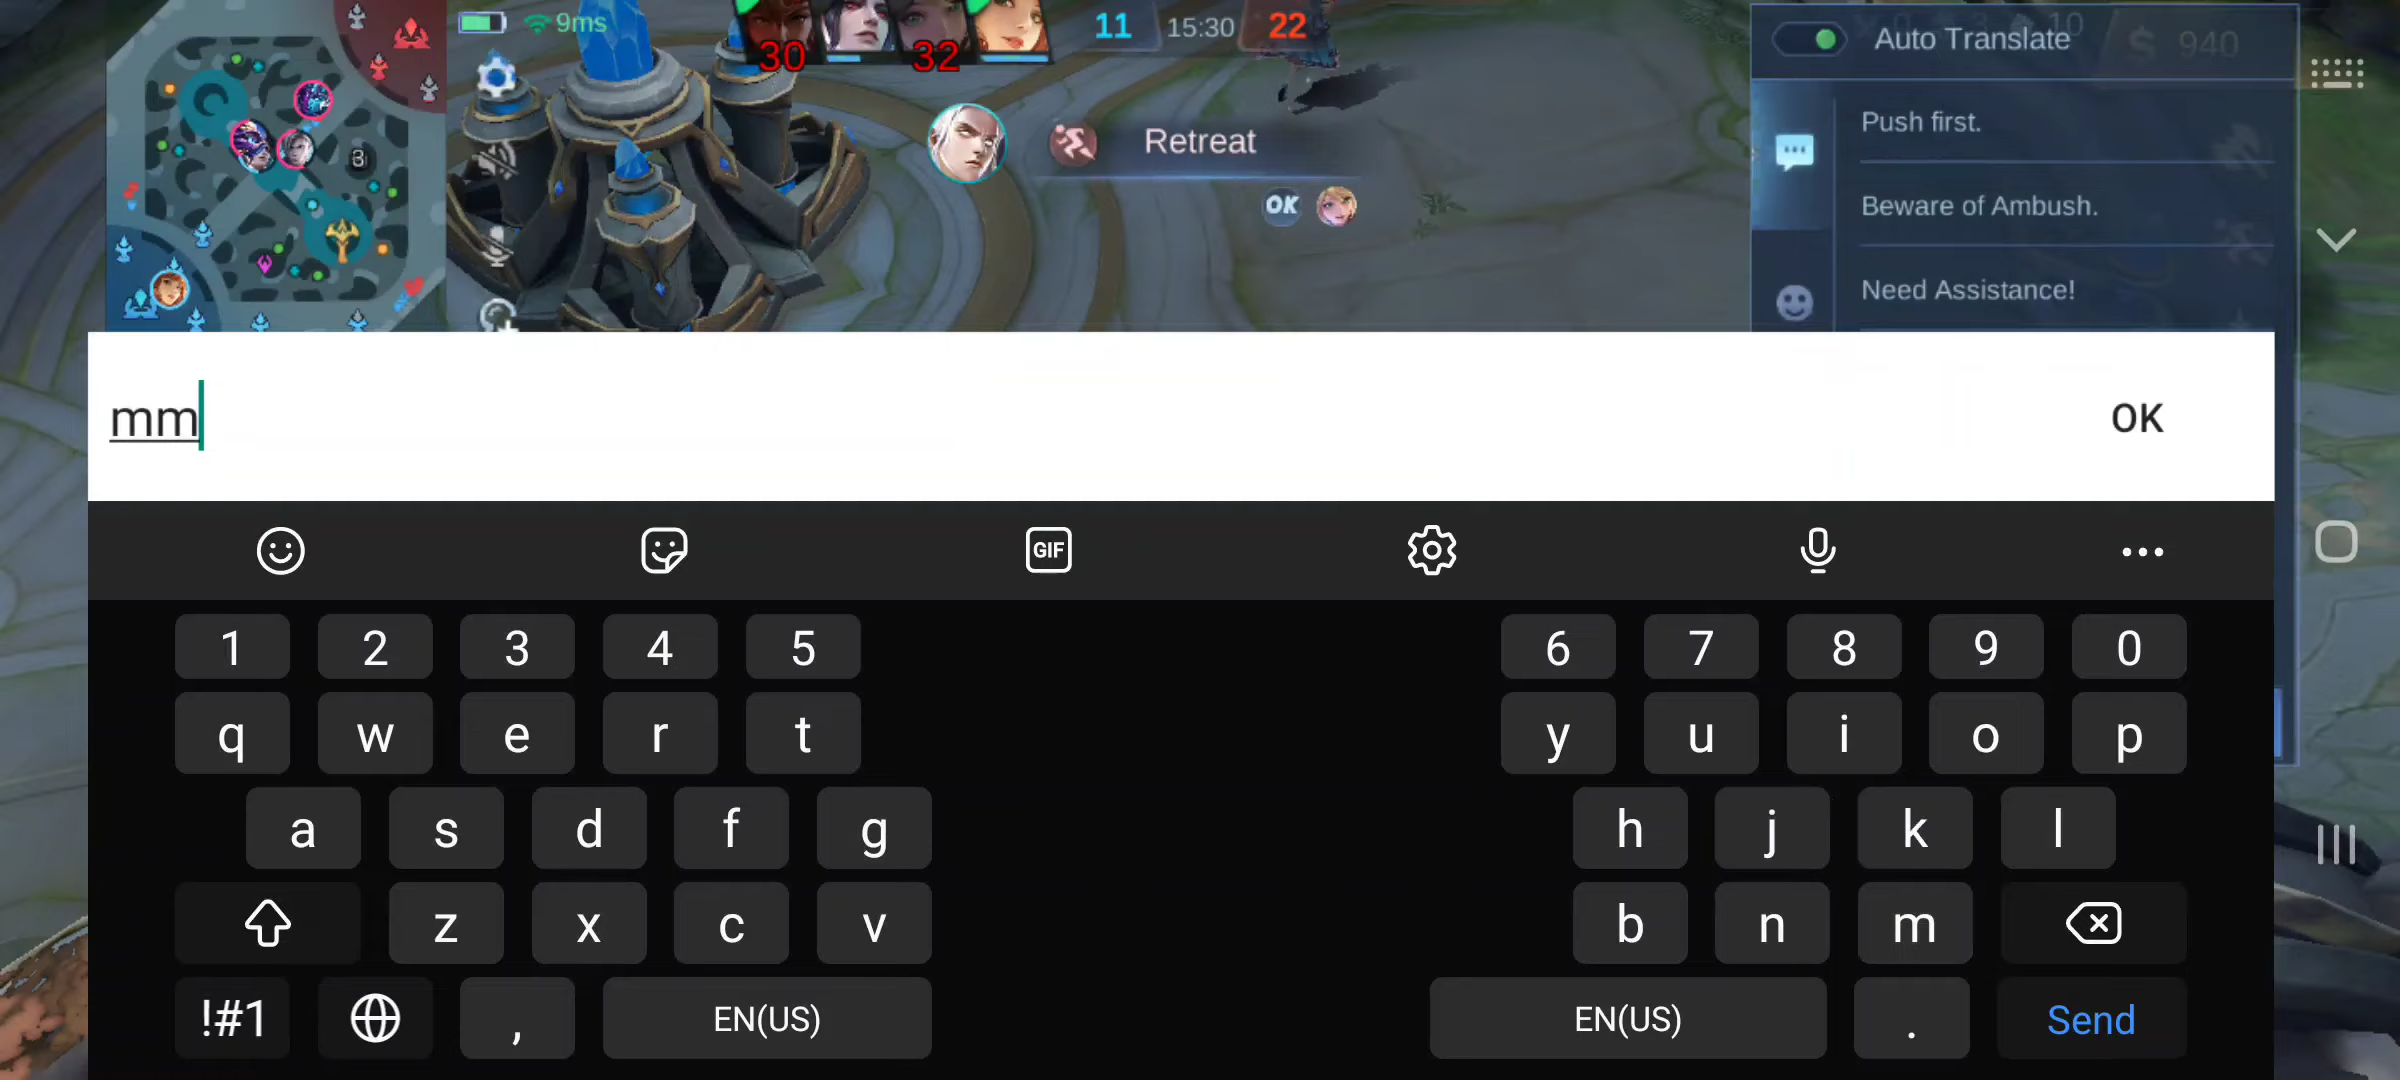 9ms
30
32
11
15:30
22
Auto Translate
10
940
3
Retreat
OK
Push first.
Beware of Ambush.
Need Assistance!
mm
OK
GIF
1 2 3 4 5 6 7 8 9 0
q w e r t y u i o p
a s d f g h j k l
z x c v b n m
!#1 , EN(US) EN(US) . Send